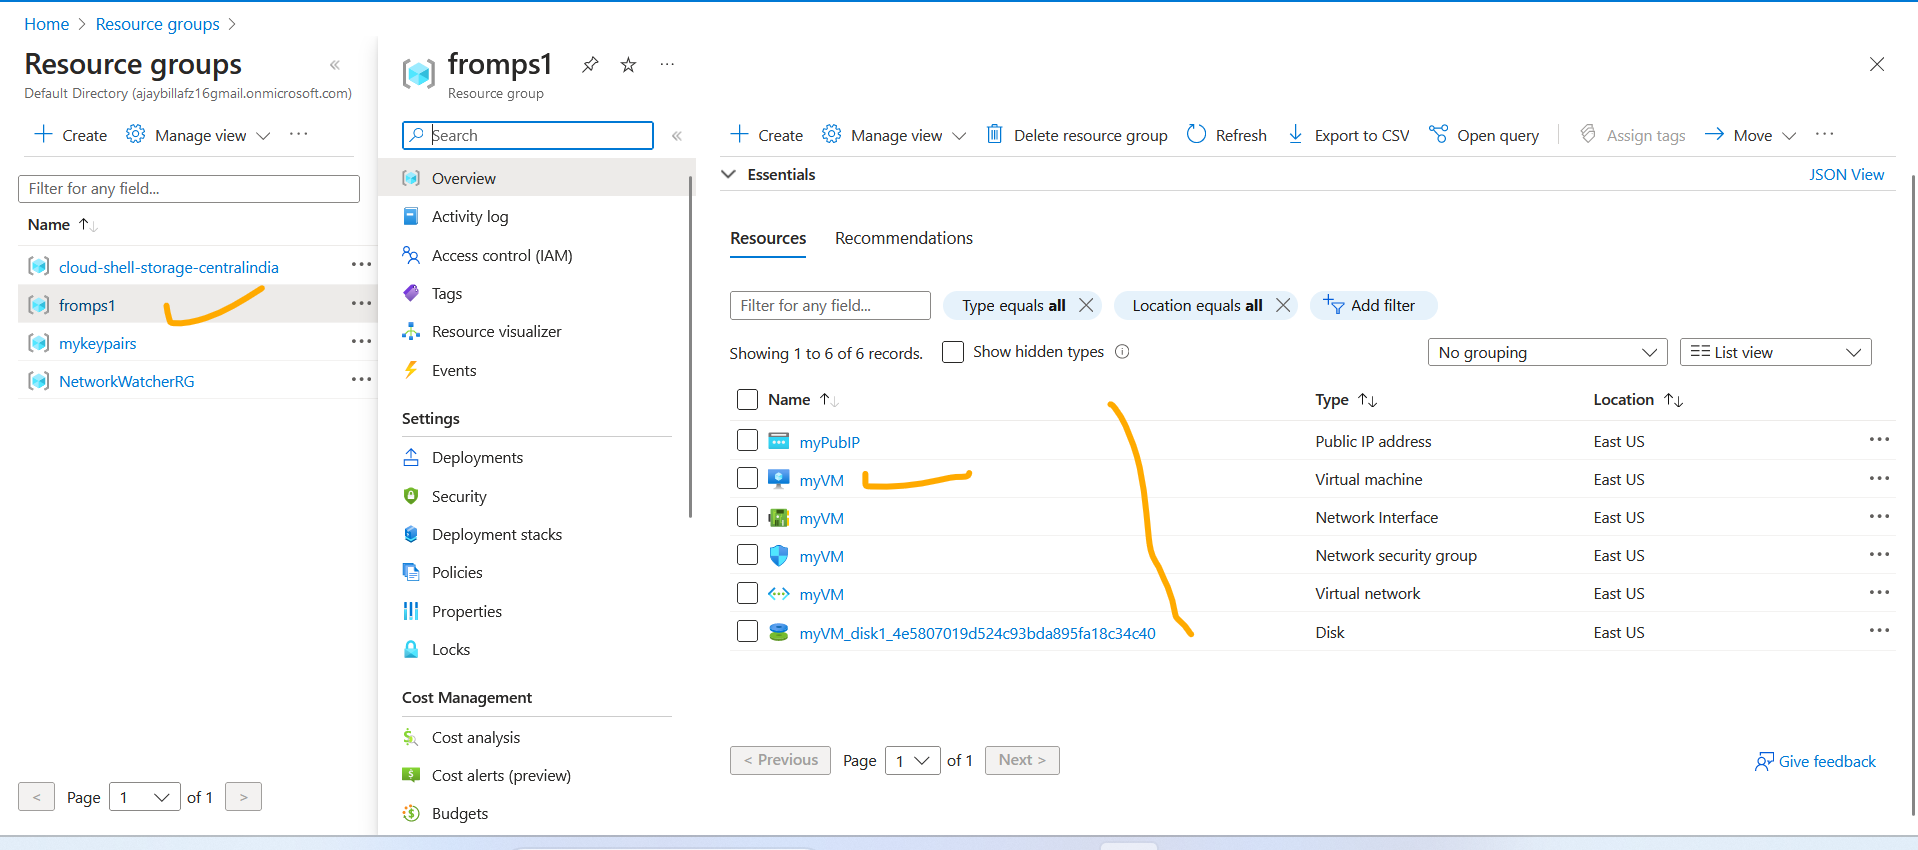 Home > Resource groups >
Resource groups
Default Directory (ajaybillafz16gmail.onmicrosoft.com)
Create Manage view
Filter for any field...
Name
cloud-shell-storage-centralindia
fromps1
mykeypairs
NetworkWatcherRG
< Page 1 of 1 >
fromps1
Resource group
Search
Overview
Activity log
Access control (IAM)
Tags
Resource visualizer
Events
Settings
Deployments
Security
Deployment stacks
Policies
Properties
Locks
Cost Management
Cost analysis
Cost alerts (preview)
Budgets
Create Manage view Delete resource group Refresh Export to CSV Open query Assign tags Move
Essentials JSON View
Resources Recommendations
Filter for any field... Type equals all Location equals all Add filter
Showing 1 to 6 of 6 records. Show hidden types No grouping List view
Name Type Location
myPubIP Public IP address East US
myVM Virtual machine East US
myVM Network Interface East US
myVM Network security group East US
myVM Virtual network East US
myVM_disk1_4e5807019d524c93bda895fa18c34c40 Disk East US
< Previous Page 1 of 1 Next >
Give feedback